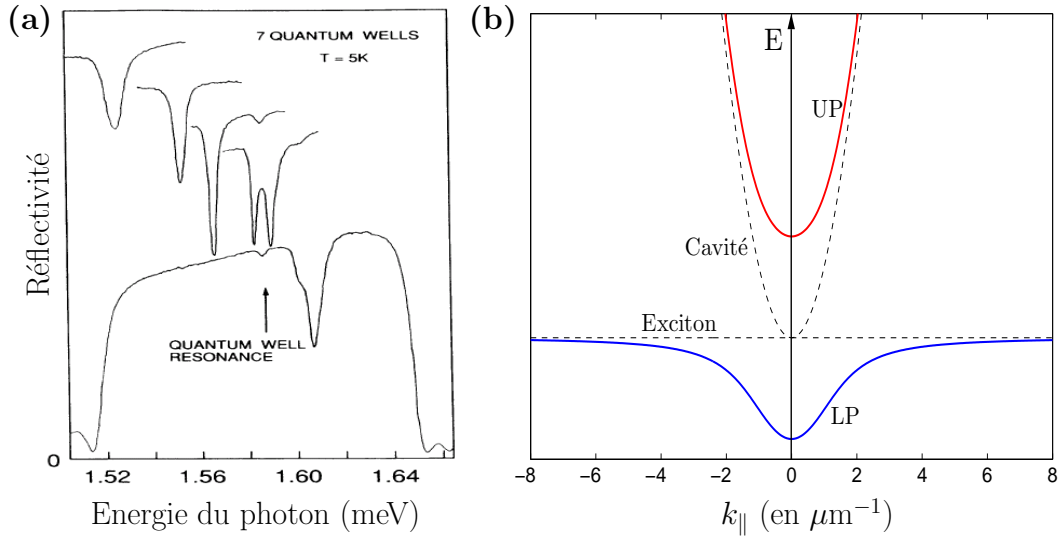 (a)
7 QUANTUM WELLS
T = 5K
QUANTUM WELL
RESONANCE
Réflectivité
0
1.52 1.56 1.60 1.64
Energie du photon (meV)
(b)
E
UP
Cavité
Exciton
LP
−8 −6 −4 −2 0 2 4 6 8
k∥ (en μm⁻¹)